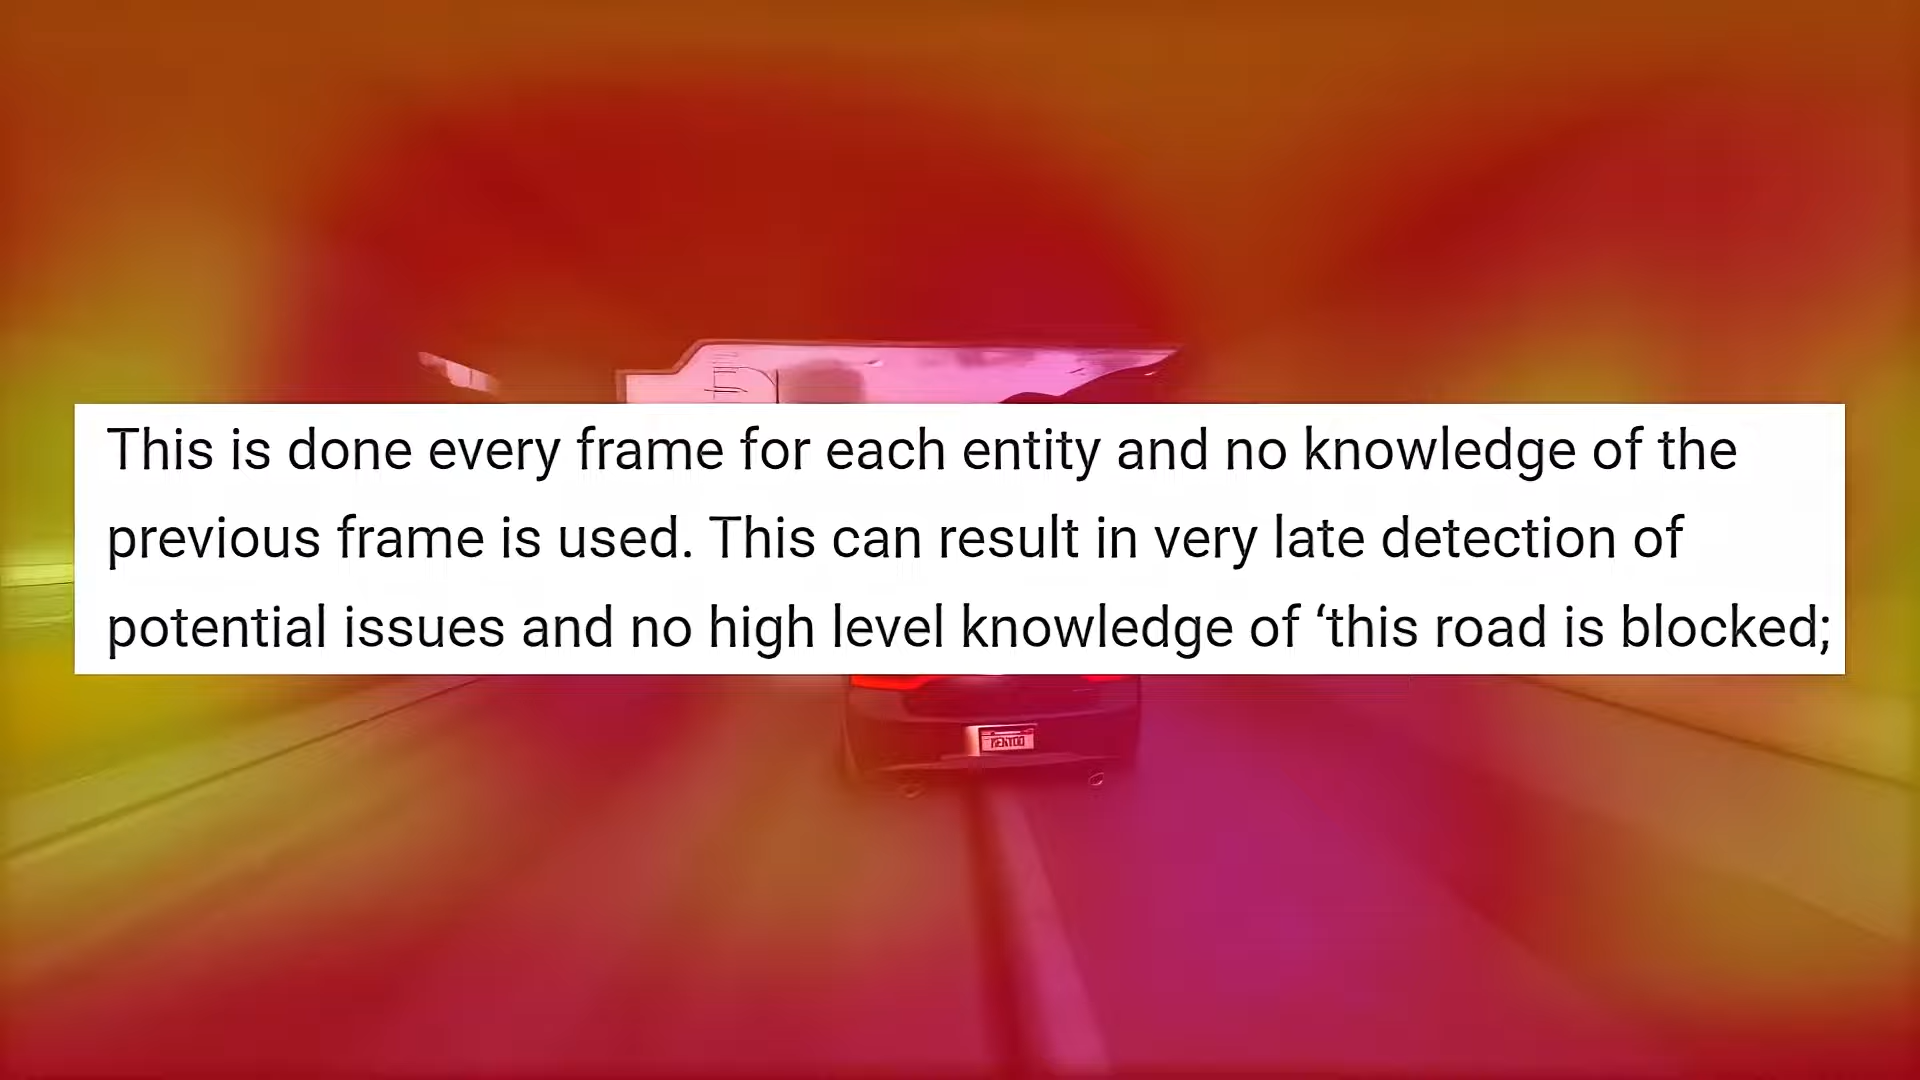 This is done every frame for each entity and no knowledge of the
previous frame is used. This can result in very late detection of
potential issues and no high level knowledge of ‘this road is blocked;